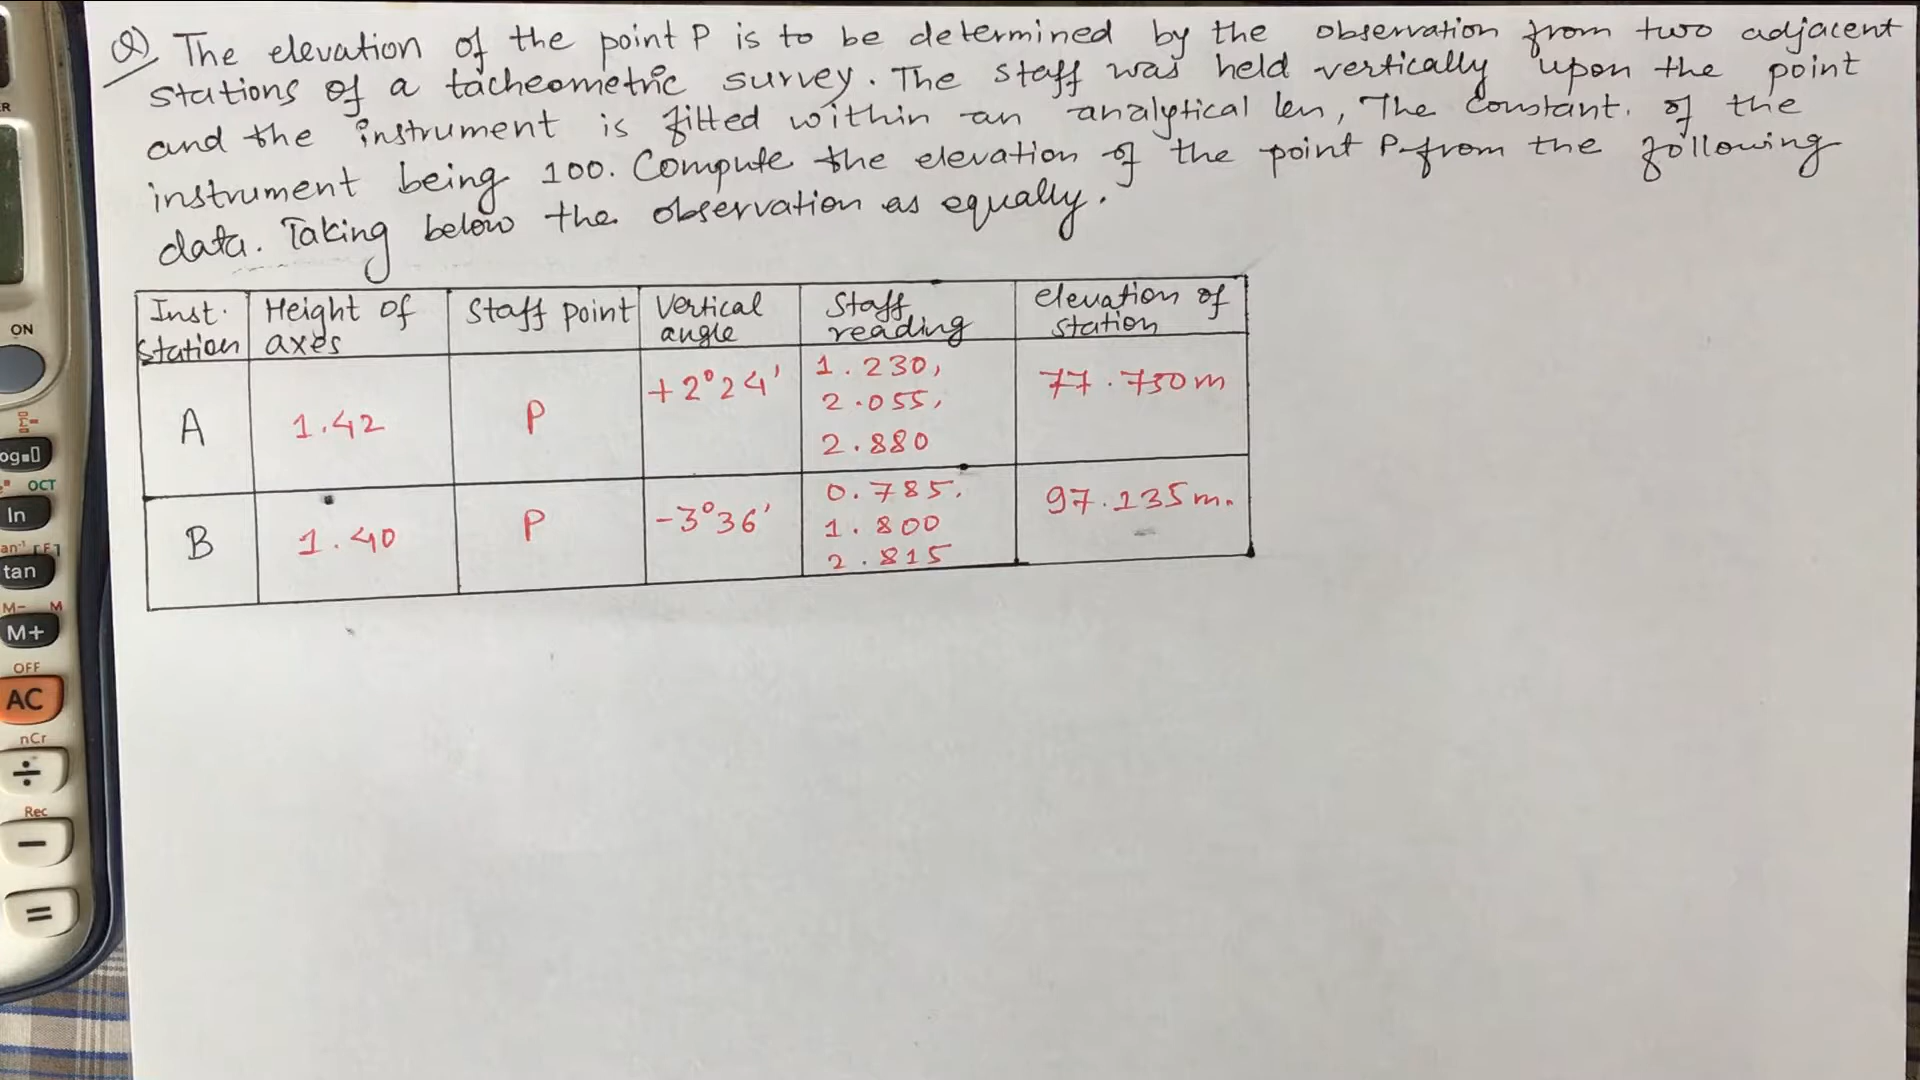 Q) The elevation of the point P is to be determined by the observation from two adjacent
stations of a tacheometric survey. The staff was held vertically upon the point
and the instrument is fitted within an analytical len, The Constant. of the
instrument being 100. Compute the elevation of the point P from the following
data. Taking below the observation as equally.
Inst. station Height of axes Staff point Vertical angle Staff reading elevation of station
A 1.42 P +2°24' 1.230, 77.750m
2.055,
2.880
B 1.40 P -3°36' 0.785. 97.135m.
1.800
2.815
ON
OCT
ln
tan
M- M
M+
OFF
AC
nCr
÷
Rec
−
=